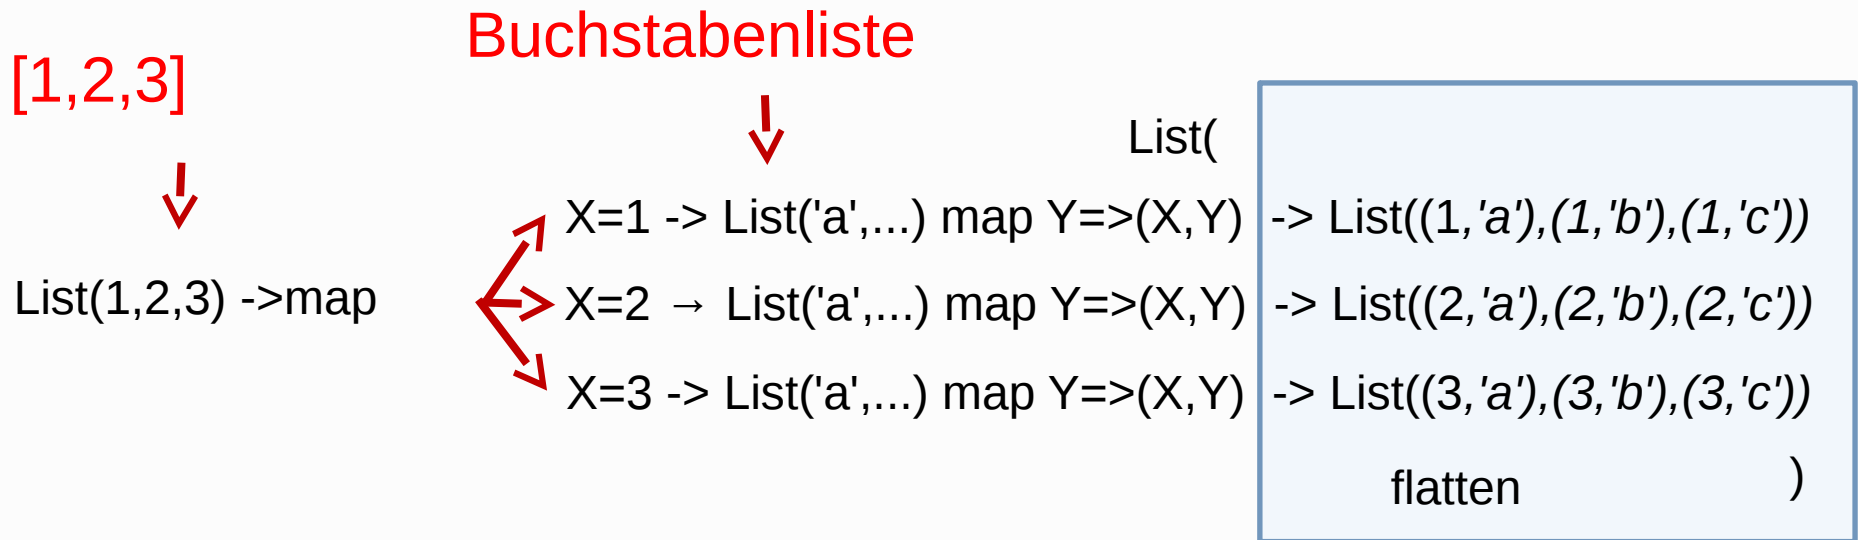 Buchstabenliste
[1,2,3]
List(
X=1 -> List('a',...) map Y=>(X,Y) -> List((1,'a'),(1,'b'),(1,'c'))
List(1,2,3) ->map
X=2 → List('a',...) map Y=>(X,Y) -> List((2,'a'),(2,'b'),(2,'c'))
X=3 -> List('a',...) map Y=>(X,Y) -> List((3,'a'),(3,'b'),(3,'c'))
flatten )